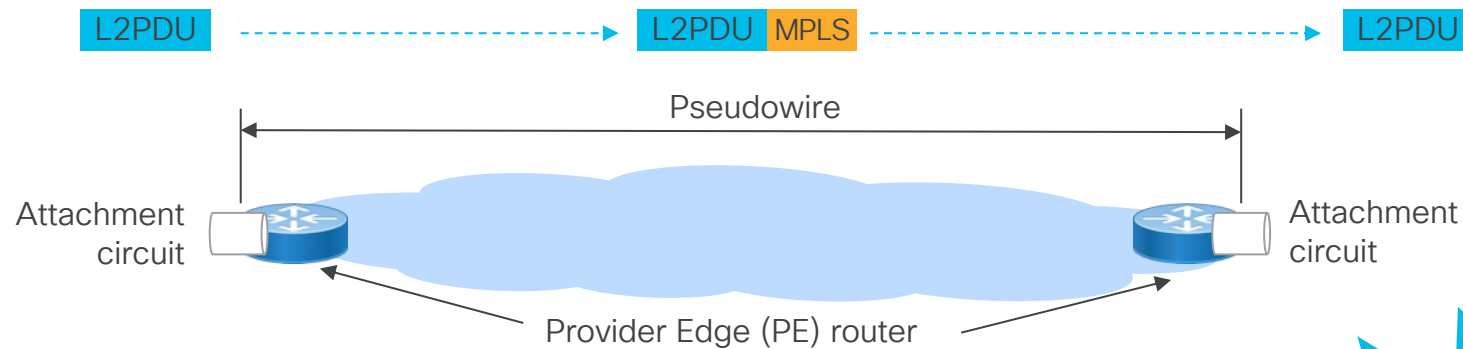 L2PDU
L2PDU MPLS
L2PDU
Pseudowire
Attachment
circuit
Attachment
circuit
Provider Edge (PE) router